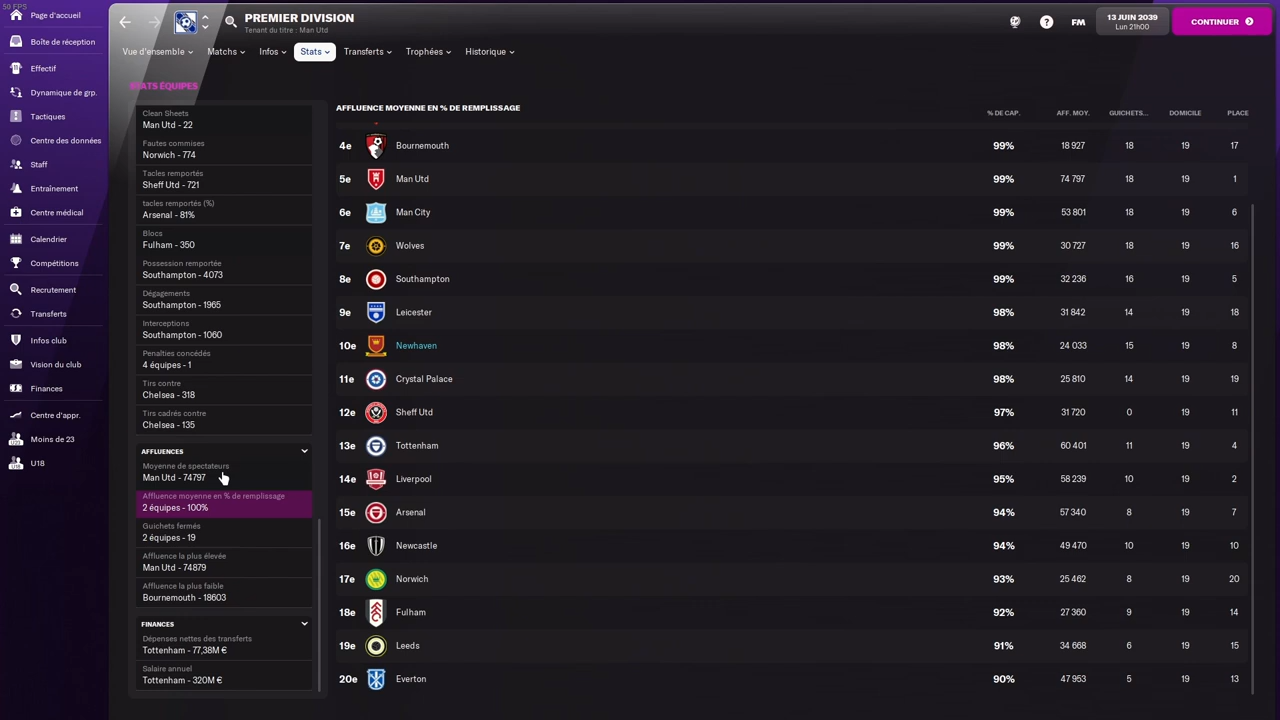 50 FPS
Page d'accueil
Boîte de réception
Effectif
Dynamique de grp.
Tactiques
Centre des données
Staff
Entraînement
Centre médical
Calendrier
Compétitions
Recrutement
Transferts
Infos club
Vision du club
Finances
Centre d'appr.
Moins de 23
U18
PREMIER DIVISION
Tenant du titre : Man Utd
FM
13 JUIN 2039
Lun 21h00
CONTINUER
Vue d'ensemble Matchs Infos Stats Transferts Trophées Historique
STATS ÉQUIPES
Clean Sheets
Man Utd - 22
Fautes commises
Norwich - 774
Tacles remportés
Sheff Utd - 721
tacles remportés (%)
Arsenal - 81%
Blocs
Fulham - 350
Possession remportée
Southampton - 4073
Dégagements
Southampton - 1965
Interceptions
Southampton - 1060
Penalties concédés
4 équipes - 1
Tirs contre
Chelsea - 318
Tirs cadrés contre
Chelsea - 135
AFFLUENCES
Moyenne de spectateurs
Man Utd - 74797
Affluence moyenne en % de remplissage
2 équipes - 100%
Guichets fermés
2 équipes - 19
Affluence la plus élevée
Man Utd - 74879
Affluence la plus faible
Bournemouth - 18603
FINANCES
Dépenses nettes des transferts
Tottenham - 77,38M €
Salaire annuel
Tottenham - 320M €
AFFLUENCE MOYENNE EN % DE REMPLISSAGE
% DE CAP. AFF. MOY. GUICHETS... DOMICILE PLACE
4e Bournemouth 99% 18 927 18 19 17
5e Man Utd 99% 74 797 18 19 1
6e Man City 99% 53 801 18 19 6
7e Wolves 99% 30 727 18 19 16
8e Southampton 99% 32 236 16 19 5
9e Leicester 98% 31 842 14 19 18
10e Newhaven 98% 24 033 15 19 8
11e Crystal Palace 98% 25 810 14 19 19
12e Sheff Utd 97% 31 720 0 19 11
13e Tottenham 96% 60 401 11 19 4
14e Liverpool 95% 58 239 10 19 2
15e Arsenal 94% 57 340 8 19 7
16e Newcastle 94% 49 470 10 19 10
17e Norwich 93% 25 462 8 19 20
18e Fulham 92% 27 360 9 19 14
19e Leeds 91% 34 668 6 19 15
20e Everton 90% 47 953 5 19 13